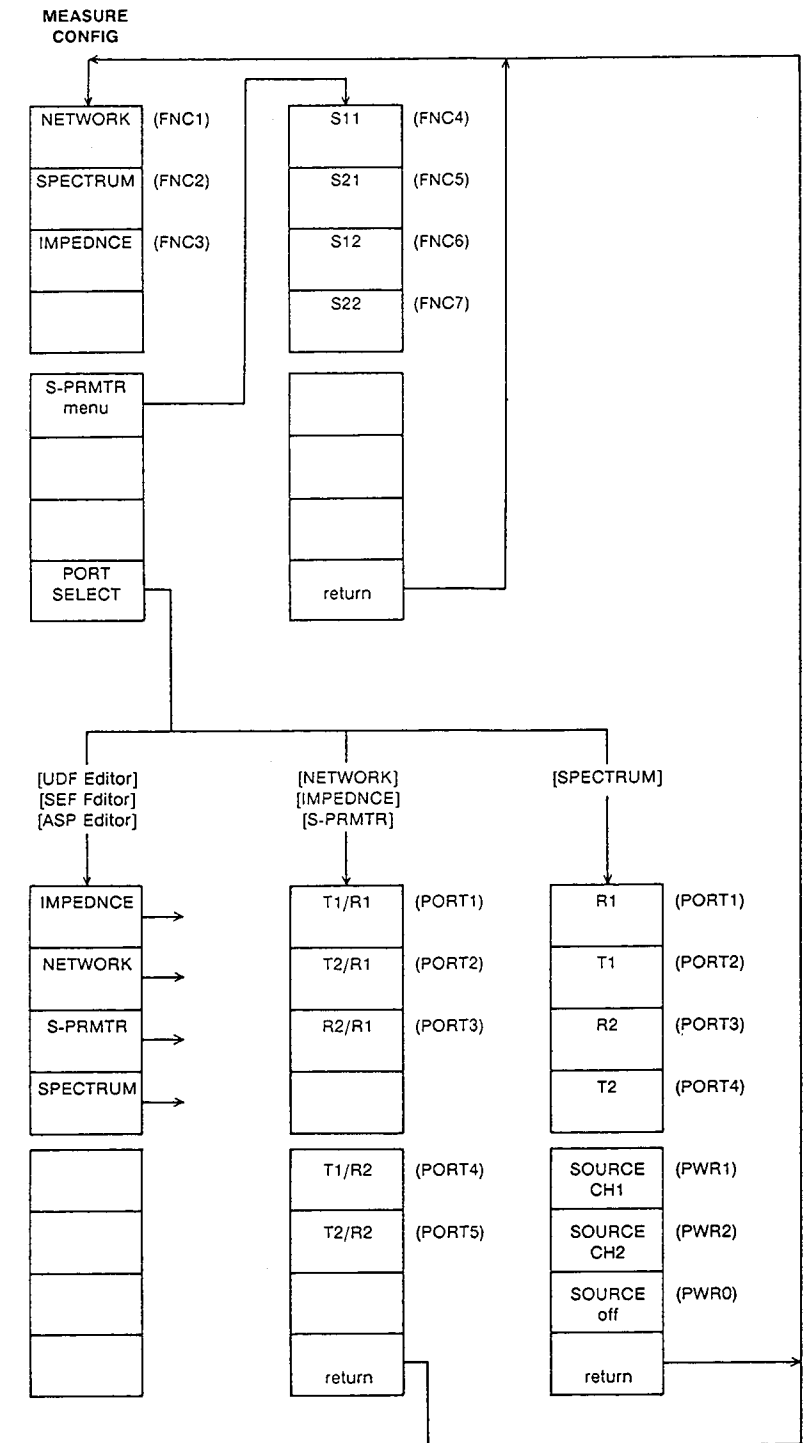 MEASURE
CONFIG
NETWORK (FNC1)
SPECTRUM (FNC2)
IMPEDNCE (FNC3)
S-PRMTR
menu
PORT
SELECT
S11 (FNC4)
S21 (FNC5)
S12 (FNC6)
S22 (FNC7)
return
[UDF Editor]
[SEF Fditor]
[ASP Editor]
IMPEDNCE
NETWORK
S-PRMTR
SPECTRUM
[NETWORK]
[IMPEDNCE]
[S-PRMTR]
T1/R1 (PORT1)
T2/R1 (PORT2)
R2/R1 (PORT3)
T1/R2 (PORT4)
T2/R2 (PORT5)
return
[SPECTRUM]
R1 (PORT1)
T1 (PORT2)
R2 (PORT3)
T2 (PORT4)
SOURCE (PWR1)
CH1
SOURCE (PWR2)
CH2
SOURCE (PWR0)
off
return